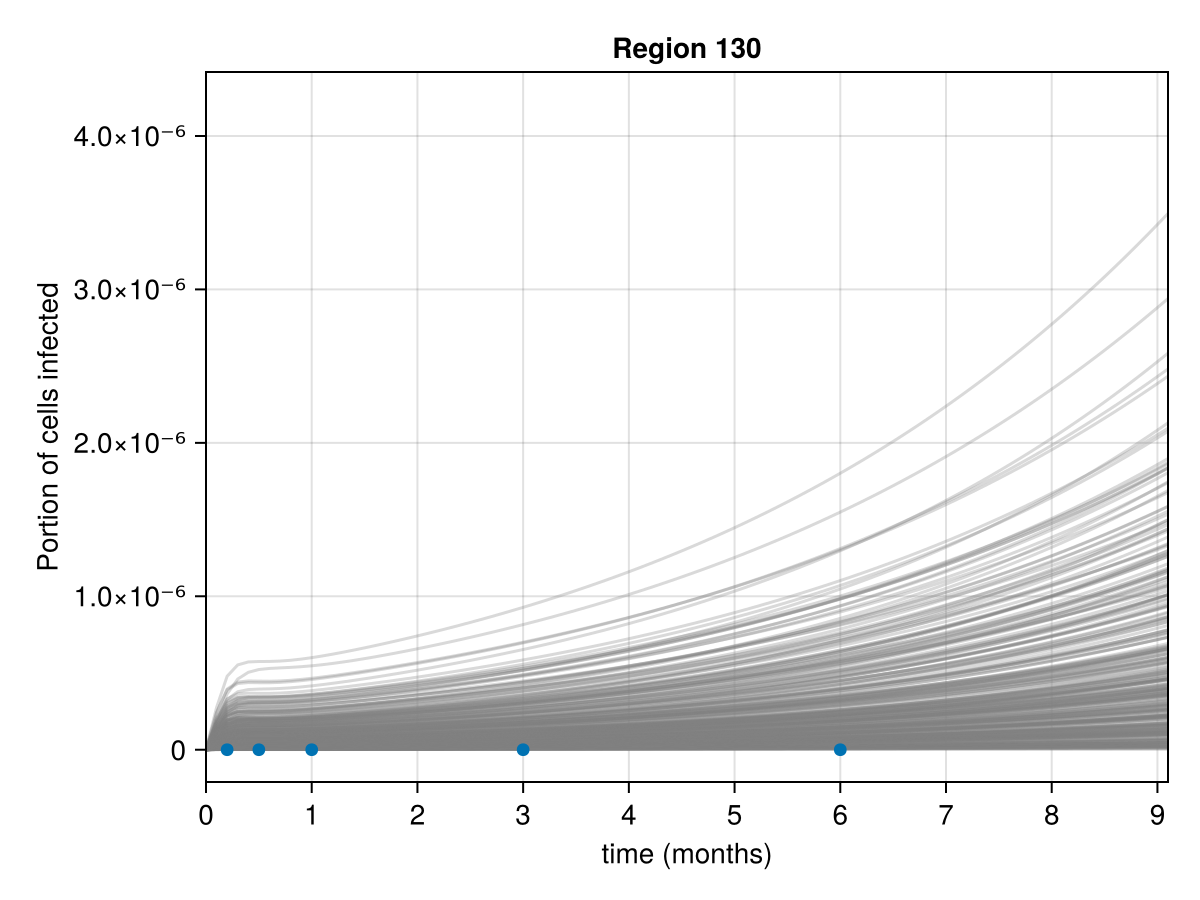 Region 130
4.0×10⁻⁶
3.0×10⁻⁶
2.0×10⁻⁶
1.0×10⁻⁶
0
Portion of cells infected
0 1 2 3 4 5 6 7 8 9
time (months)